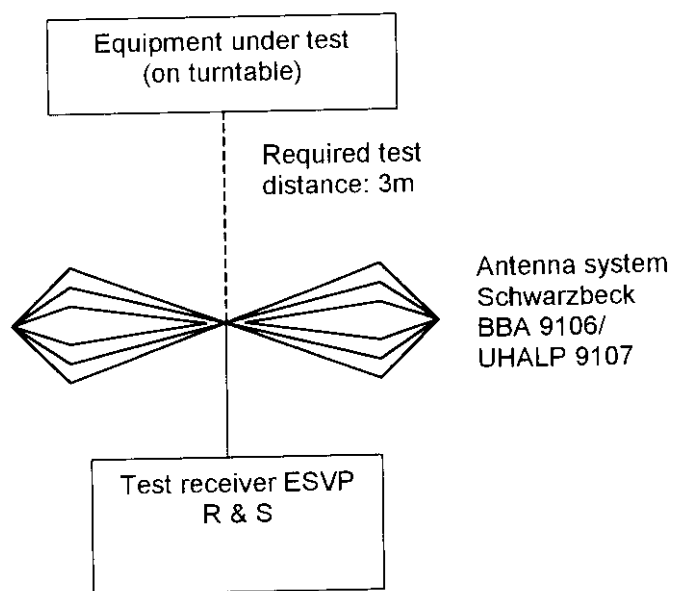 Equipment under test
(on turntable)
Required test
distance: 3m
Antenna system
Schwarzbeck
BBA 9106/
UHALP 9107
Test receiver ESVP
R & S